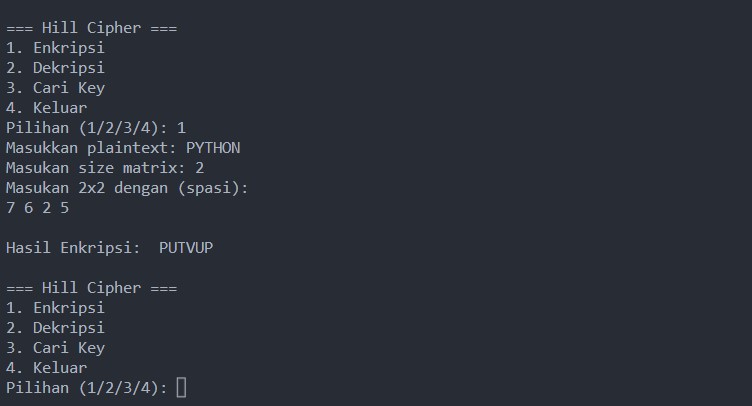 === Hill Cipher ===
1. Enkripsi
2. Dekripsi
3. Cari Key
4. Keluar
Pilihan (1/2/3/4): 1
Masukkan plaintext: PYTHON
Masukan size matrix: 2
Masukan 2x2 dengan (spasi):
7 6 2 5
Hasil Enkripsi:  PUTVUP
=== Hill Cipher ===
1. Enkripsi
2. Dekripsi
3. Cari Key
4. Keluar
Pilihan (1/2/3/4):